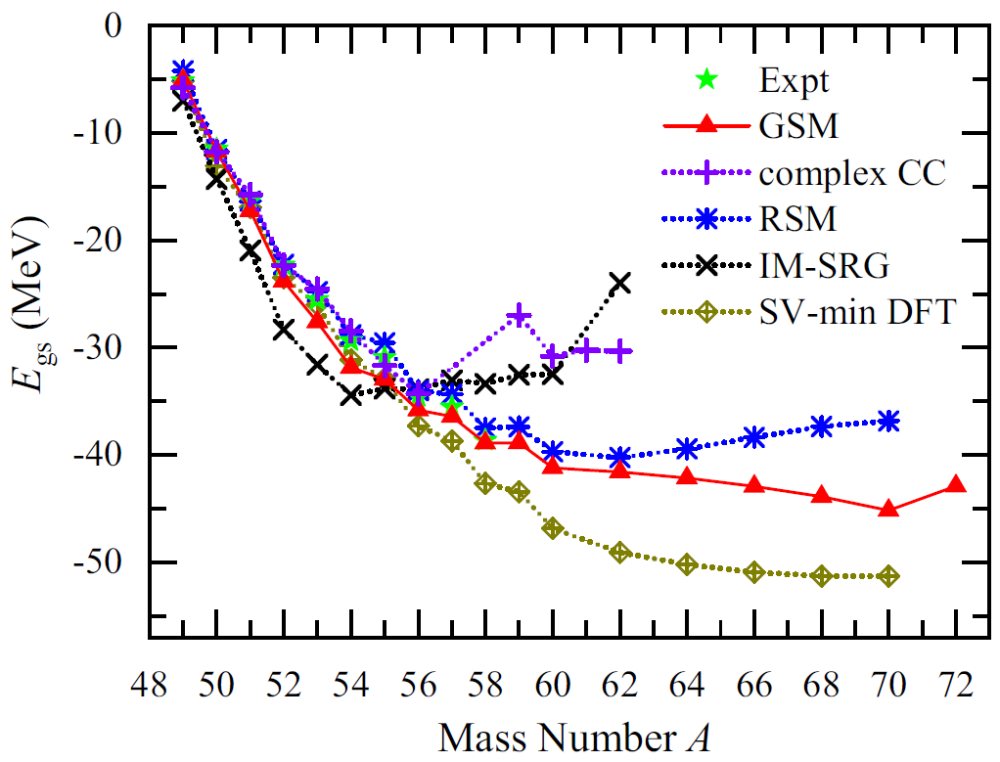 0
-10
-20
-30
-40
-50
E_gs (MeV)
Expt
GSM
complex CC
RSM
IM-SRG
SV-min DFT
48 50 52 54 56 58 60 62 64 66 68 70 72
Mass Number A